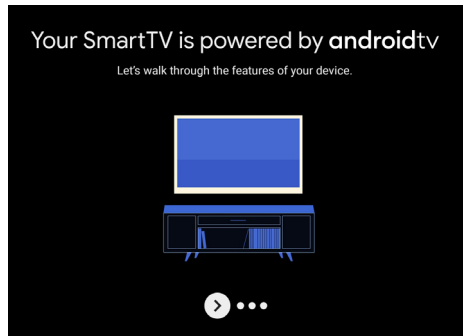 Your SmartTV is powered by androidtv
Let's walk through the features of your device.